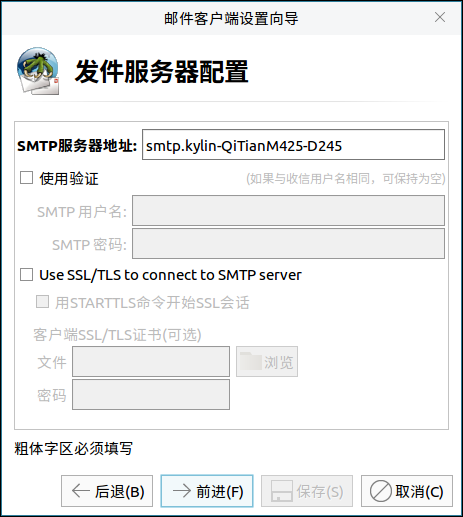 邮件客户端设置向导
发件服务器配置
SMTP服务器地址: smtp.kylin-QiTianM425-D245
使用验证 (如果与收信用户名相同，可保持为空)
SMTP 用户名:
SMTP 密码:
Use SSL/TLS to connect to SMTP server
用STARTTLS命令开始SSL会话
客户端SSL/TLS证书(可选)
文件 浏览
密码
粗体字区必须填写
后退(B) 前进(F) 保存(S) 取消(C)